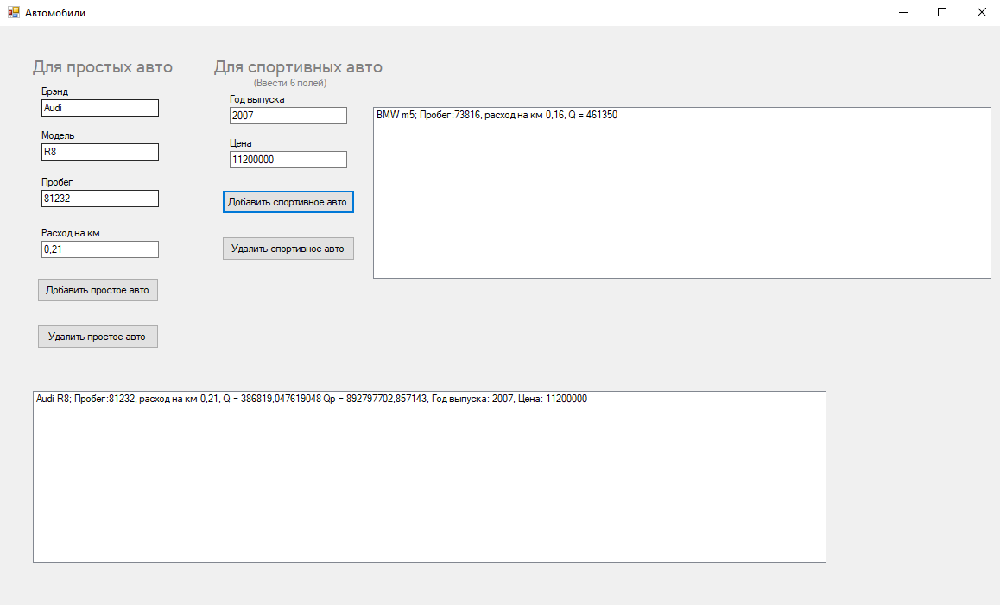 Автомобили
Для простых авто
Для спортивных авто
(Ввести 6 полей)
Брэнд
Audi
Модель
R8
Пробег
81232
Расход на км
0,21
Добавить простое авто
Удалить простое авто
Год выпуска
2007
Цена
11200000
Добавить спортивное авто
Удалить спортивное авто
BMW m5; Пробег:73816, расход на км 0,16, Q = 461350
Audi R8; Пробег:81232, расход на км 0,21, Q = 386819,047619048 Qp = 892797702,857143, Год выпуска: 2007, Цена: 11200000